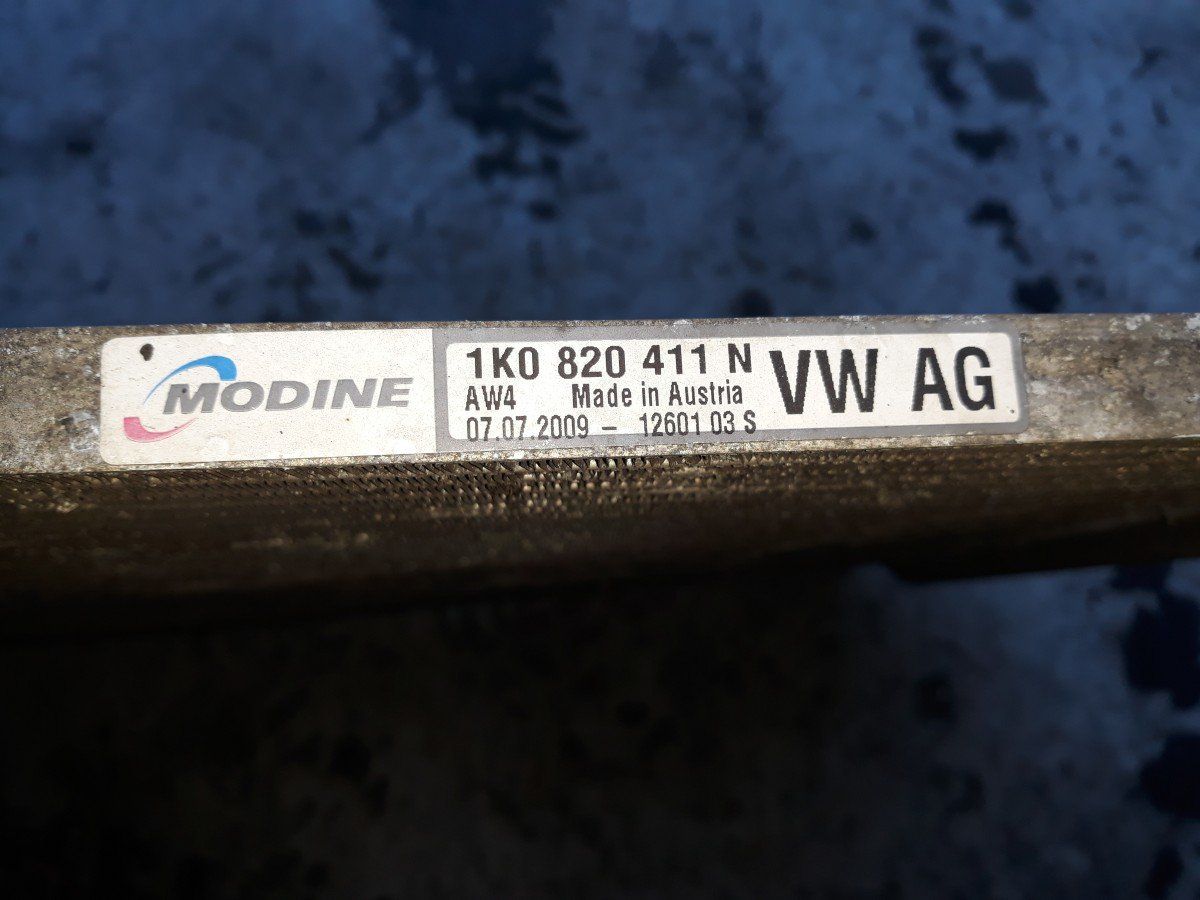 MODINE
1K0 820 411 N
AW4 Made in Austria
07.07.2009 - 12601 03 S
VW AG